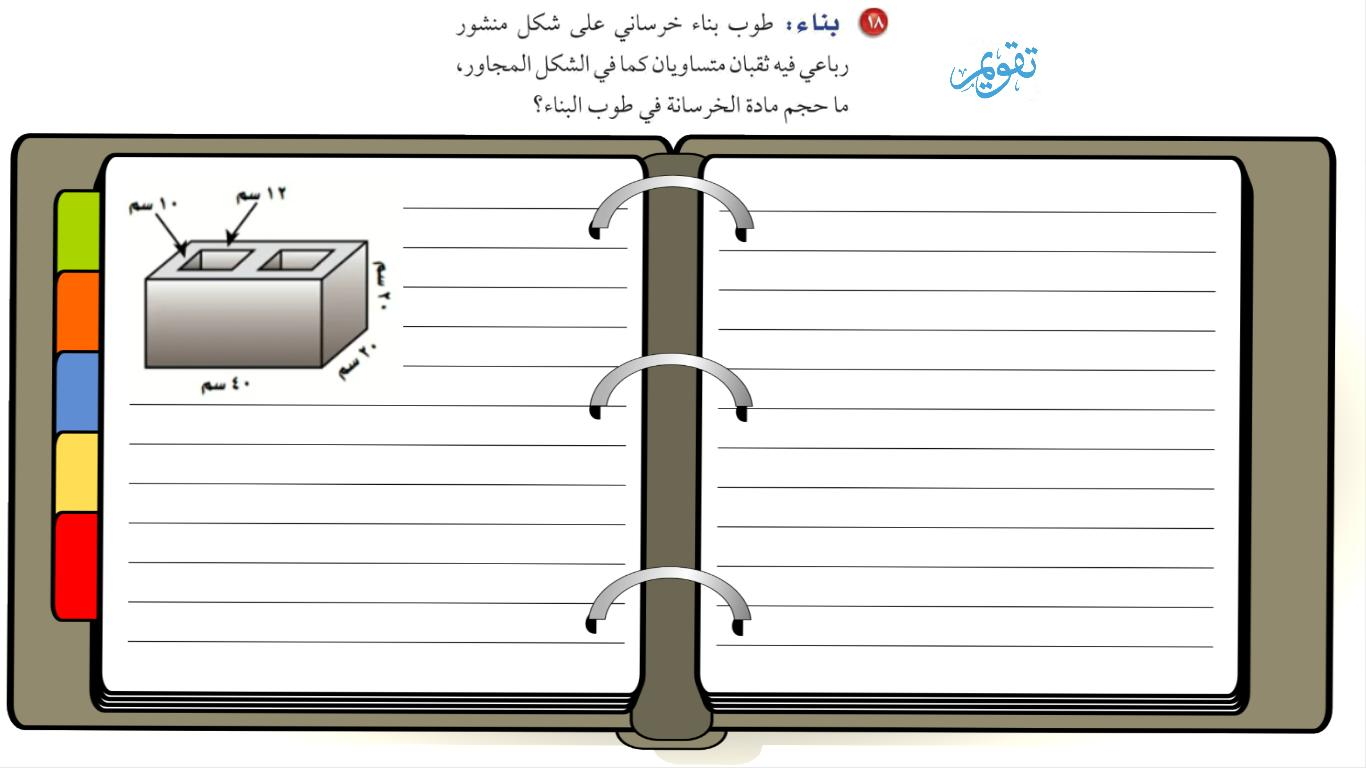 ١٨ بناء: طوب بناء خرساني على شكل منشور
رباعي فيه ثقبان متساويان كما في الشكل المجاور،
ما حجم مادة الخرسانة في طوب البناء؟
تقويم
١٢ سم
١٠ سم
٢٠ سم
٢٠ سم
٤٠ سم